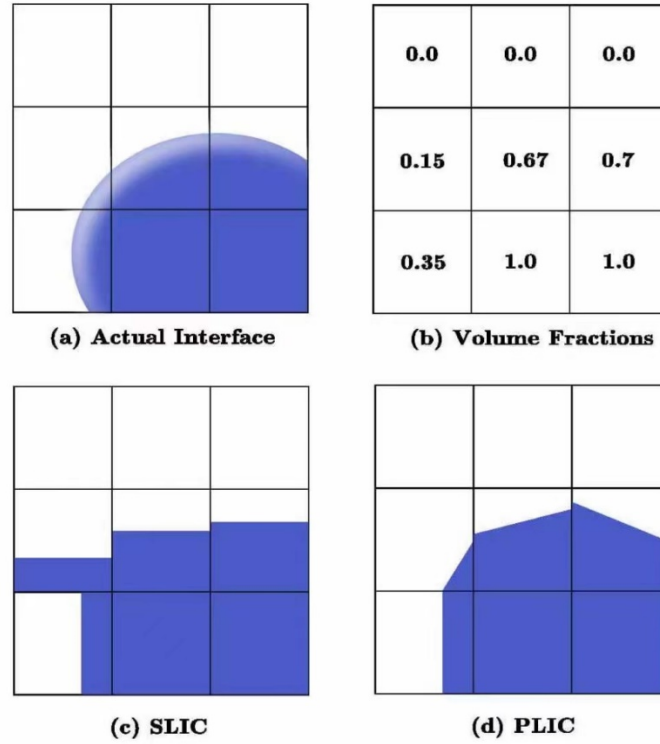 0.0 0.0 0.0
0.15 0.67 0.7
0.35 1.0 1.0
(a) Actual Interface
(b) Volume Fractions
(c) SLIC
(d) PLIC